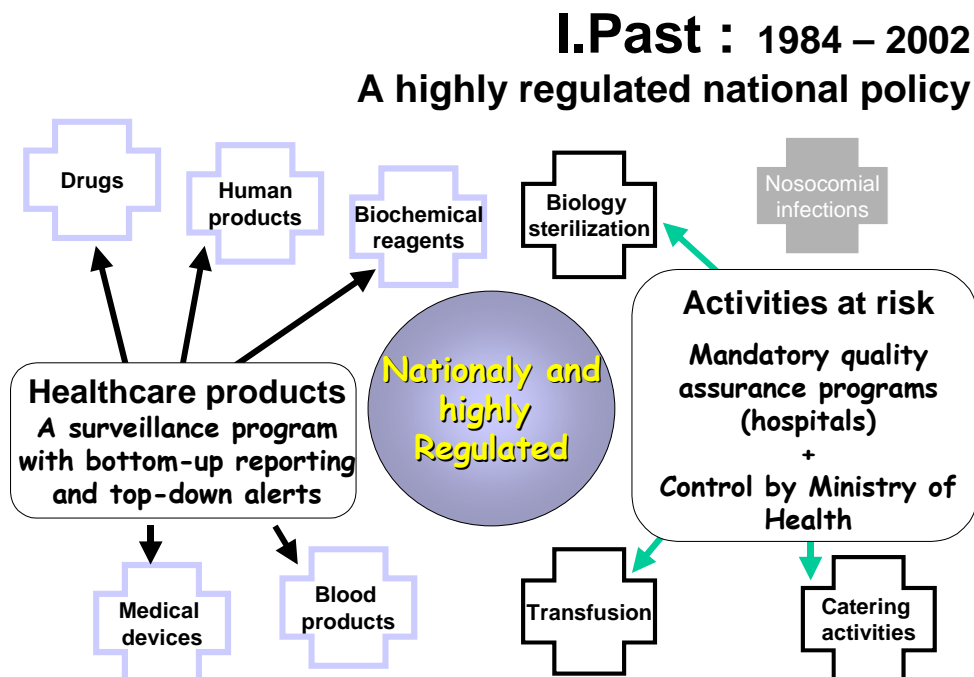 I.Past : 1984 – 2002
A highly regulated national policy
Drugs
Human
products
Biochemical
reagents
Biology
sterilization
Nosocomial
infections
Healthcare products
A surveillance program
with bottom-up reporting
and top-down alerts
Nationaly and
highly
Regulated
Activities at risk
Mandatory quality
assurance programs
(hospitals)
+
Control by Ministry of
Health
Medical
devices
Blood
products
Transfusion
Catering
activities